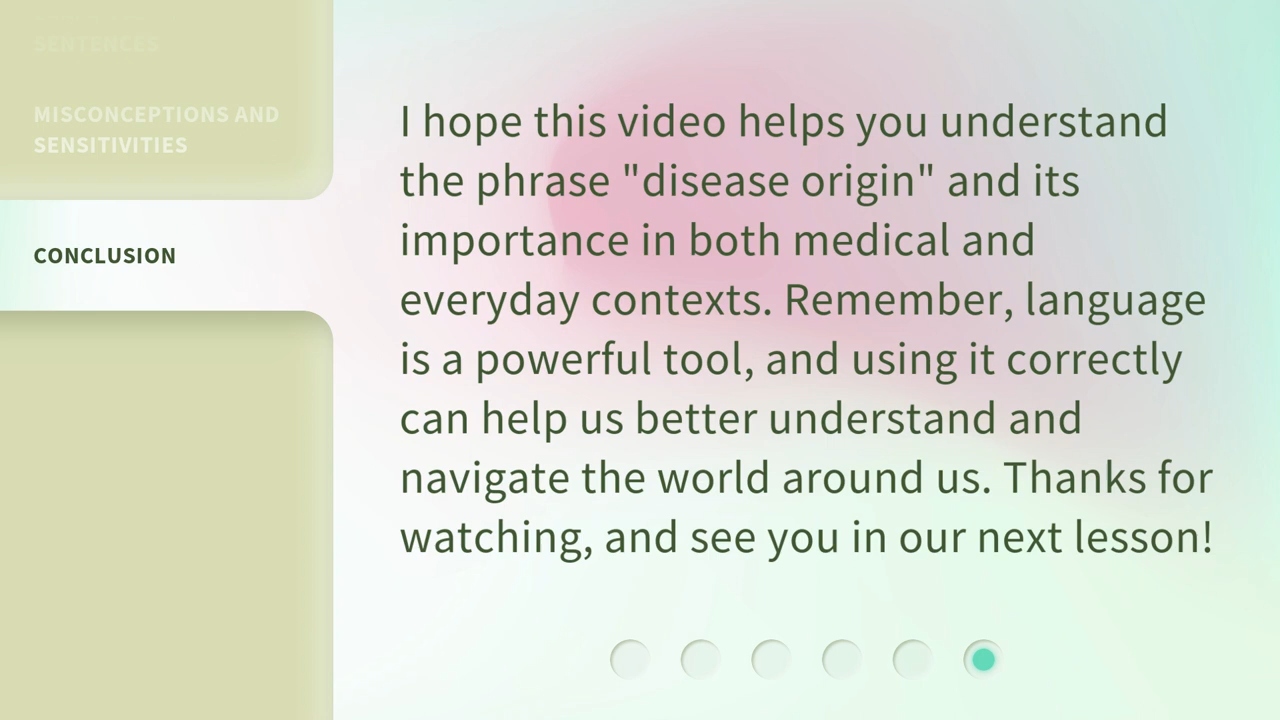 SENTENCES
MISCONCEPTIONS AND
SENSITIVITIES
CONCLUSION
I hope this video helps you understand
the phrase "disease origin" and its
importance in both medical and
everyday contexts. Remember, language
is a powerful tool, and using it correctly
can help us better understand and
navigate the world around us. Thanks for
watching, and see you in our next lesson!